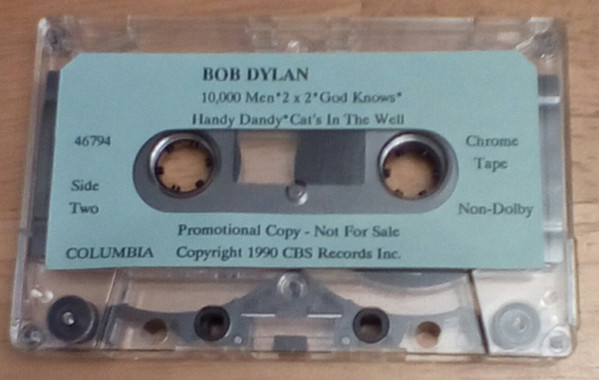 BOB DYLAN
10,000 Men*2 x 2*God Knows*
Handy Dandy*Cat's In The Well
46794
Side
Two
Chrome
Tape
Non-Dolby
Promotional Copy - Not For Sale
COLUMBIA Copyright 1990 CBS Records Inc.